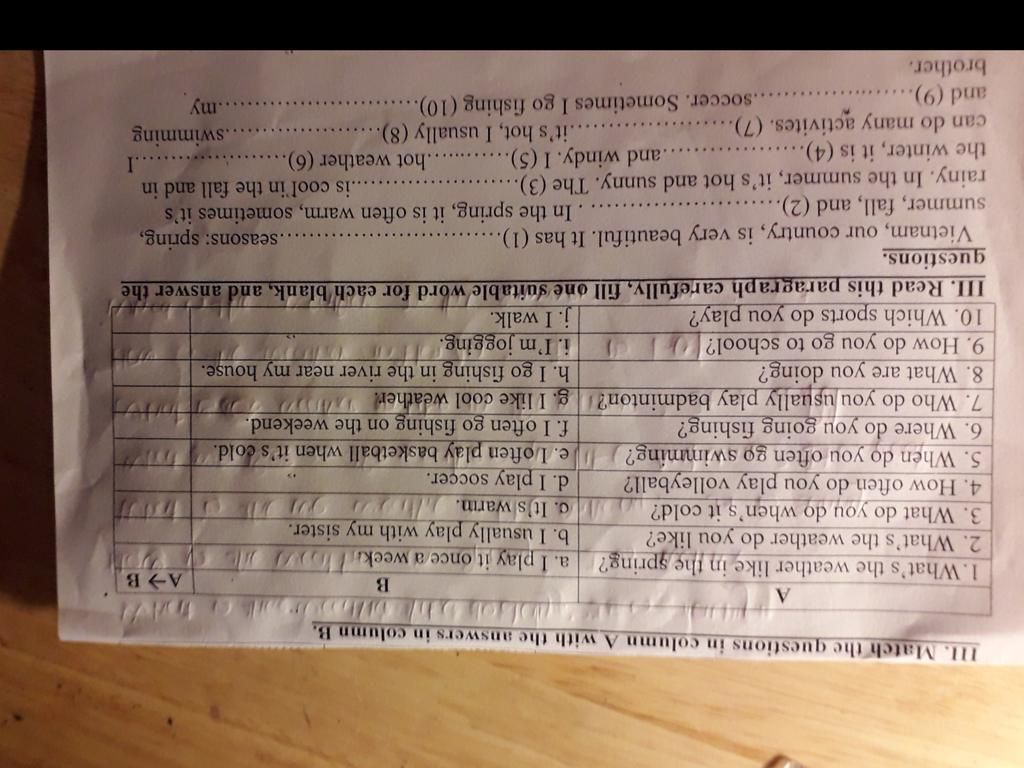 III. Match the questions in column A with the answers in column B.
A B A→B
1.What's the weather like in the spring? a. I play it once a week.
2. What's the weather do you like? b. I usually play with my sister.
3. What do you do when's it cold? c. It's warm.
4. How often do you play volleyball? d. I play soccer.
5. When do you often go swimming? e. I often play basketball when it's cold.
6. Where do you going fishing? f. I often go fishing on the weekend.
7. Who do you usually play badminton? g. I like cool weather.
8. What are you doing? h. I go fishing in the river near my house.
9. How do you go to school? i. I'm jogging.
10. Which sports do you play? j. I walk.
III. Read this paragraph carefully, fill one suitable word for each blank, and answer the
questions.
Vietnam, our country, is very beautiful. It has (1)..............................seasons: spring,
summer, fall, and (2)........................... . In the spring, it is often warm, sometimes it's
rainy. In the summer, it's hot and sunny. The (3)......................is cool in the fall and in
the winter, it is (4)....................and windy. I (5)............hot weather (6)....................I
can do many activites. (7)......................it's hot, I usually (8)......................swimming
and (9)......................soccer. Sometimes I go fishing (10)...........................my
brother.